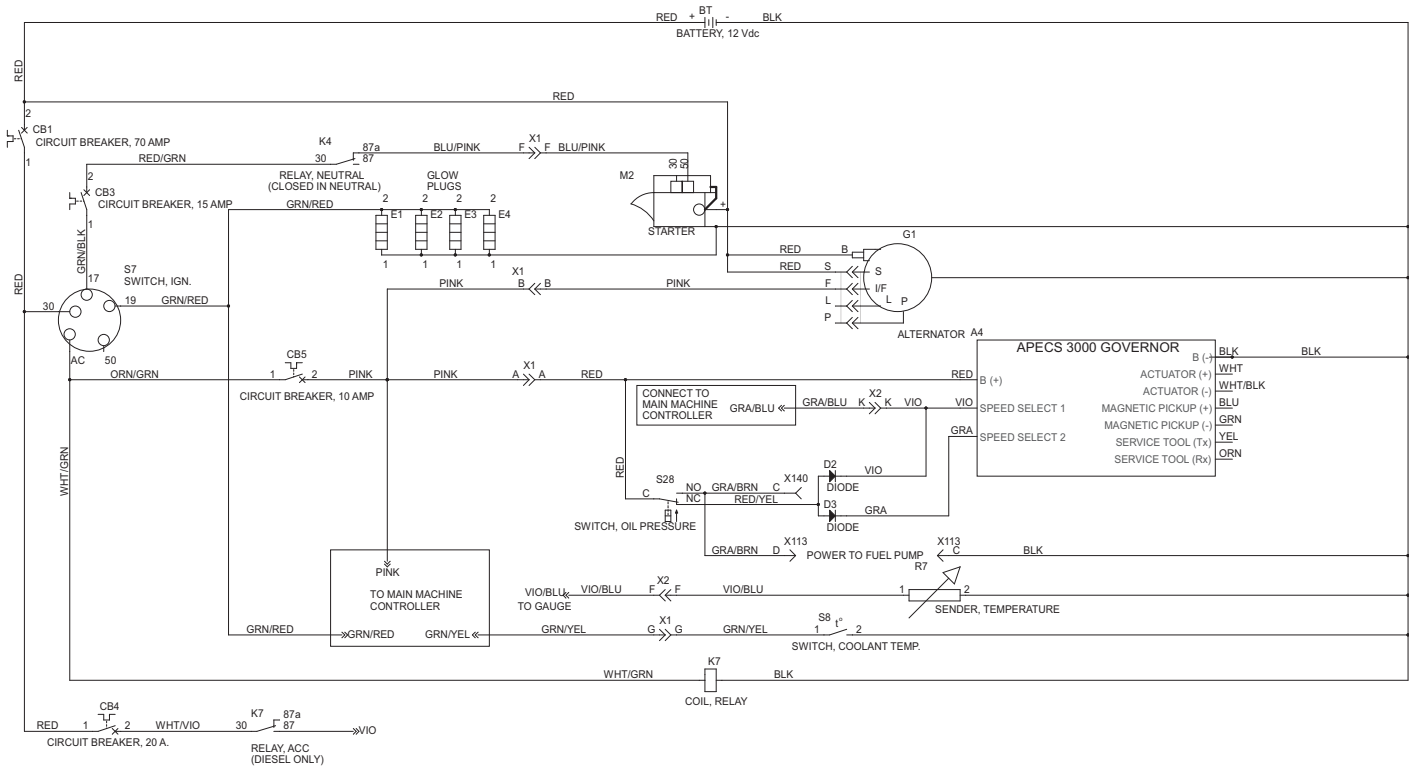 RED + BT - BLK
BATTERY, 12 Vdc
RED
RED
2
CB1
CIRCUIT BREAKER, 70 AMP
1
RED/GRN
K4
30
87a
87
RELAY, NEUTRAL
(CLOSED IN NEUTRAL)
BLU/PINK F X1 F BLU/PINK
2
CB3
CIRCUIT BREAKER, 15 AMP
1
GRN/BLK
GRN/RED
GLOW
PLUGS
2 2 2 2
E1 E2 E3 E4
1 1 1 1
M2
30
50
+
STARTER
G1
RED B
RED S S
PINK B X1 B PINK F I/F
L L P
P
ALTERNATOR
RED
17
S7
SWITCH, IGN.
30
19 GRN/RED
AC 50
ORN/GRN 1 CB5 2 PINK
CIRCUIT BREAKER, 10 AMP
PINK A X1 A RED
RED
A4
APECS 3000 GOVERNOR
B (+)
SPEED SELECT 1
SPEED SELECT 2
B (-) BLK BLK
ACTUATOR (+) WHT
ACTUATOR (-) WHT/BLK
MAGNETIC PICKUP (+) BLU
MAGNETIC PICKUP (-) GRN
SERVICE TOOL (Tx) YEL
SERVICE TOOL (Rx) ORN
CONNECT TO
MAIN MACHINE
CONTROLLER
GRA/BLU
GRA/BLU K X2 K VIO VIO
GRA
WHT/GRN
RED
S28
C
NO GRA/BRN C X140
NC RED/YEL
SWITCH, OIL PRESSURE
D2
DIODE
VIO
D3
DIODE
GRA
GRA/BRN D X113 POWER TO FUEL PUMP X113 C BLK
PINK
TO MAIN MACHINE
CONTROLLER
VIO/BLU
TO GAUGE
VIO/BLU F X2 F VIO/BLU
1 R7 2
SENDER, TEMPERATURE
GRN/RED GRN/RED
GRN/YEL GRN/YEL G X1 G GRN/YEL
S8
1 t° 2
SWITCH, COOLANT TEMP.
WHT/GRN K7 BLK
COIL, RELAY
RED 1 CB4 2 WHT/VIO
CIRCUIT BREAKER, 20 A.
30 K7 87a
87 VIO
RELAY, ACC
(DIESEL ONLY)